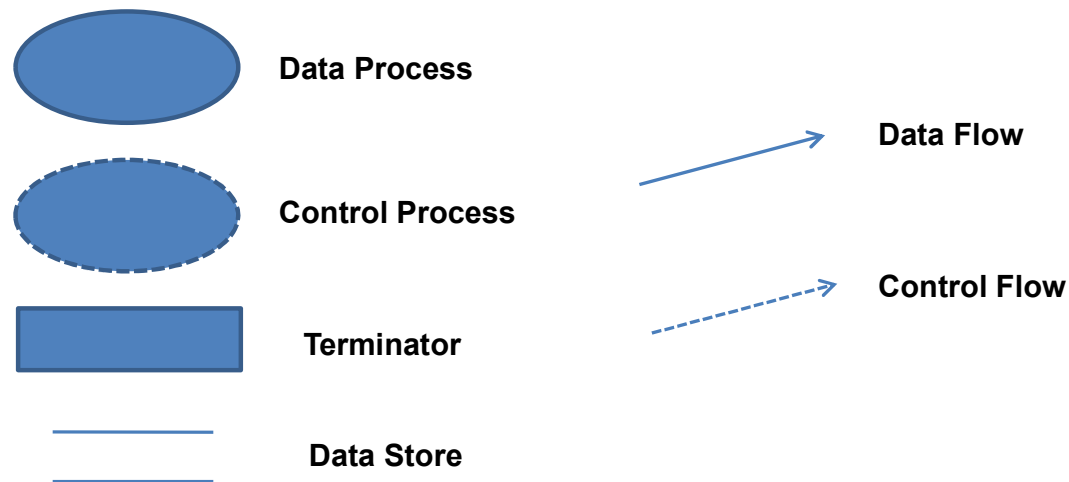 Data Process
Control Process
Terminator
Data Store
Data Flow
Control Flow